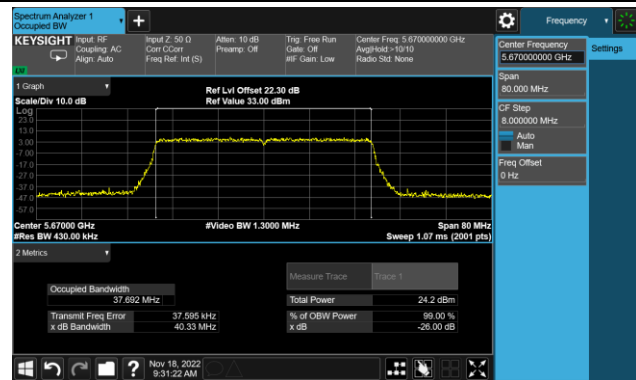 Spectrum Analyzer 1
Occupied BW
Frequency
KEYSIGHT
Input: RF
Coupling: AC
Align: Auto
Input Z: 50 Ω
Corr CCorr
Freq Ref: Int (S)
Atten: 10 dB
Preamp: Off
Trig: Free Run
Gate: Off
#IF Gain: Low
Center Freq: 5.670000000 GHz
Avg|Hold:>10/10
Radio Std: None
LW
Center Frequency
5.670000000 GHz
Settings
Span
80.000 MHz
CF Step
8.000000 MHz
Auto
Man
Freq Offset
0 Hz
1 Graph
Scale/Div 10.0 dB
Ref Lvl Offset 22.30 dB
Ref Value 33.00 dBm
Log
23.0
13.0
3.00
-7.00
-17.0
-27.0
-37.0
-47.0
-57.0
Center 5.67000 GHz
#Video BW 1.3000 MHz
Span 80 MHz
#Res BW 430.00 kHz
Sweep 1.07 ms (2001 pts)
2 Metrics
Measure Trace
Trace 1
Occupied Bandwidth
37.692 MHz
Total Power
24.2 dBm
Transmit Freq Error
37.595 kHz
% of OBW Power
99.00 %
x dB Bandwidth
40.33 MHz
x dB
-26.00 dB
Nov 18, 2022
9:31:22 AM